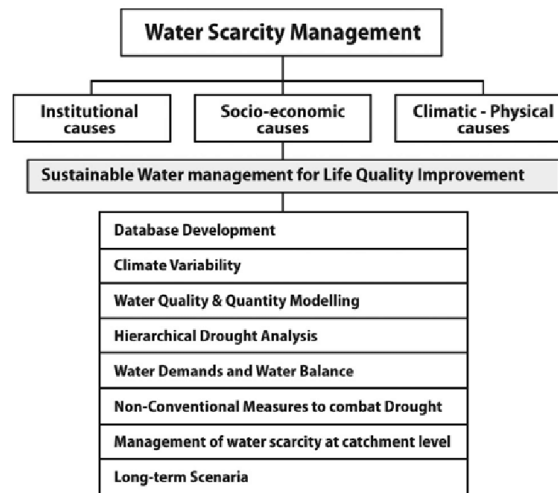 Water Scarcity Management
Institutional
causes
Socio-economic
causes
Climatic - Physical
causes
Sustainable Water management for Life Quality Improvement
Database Development
Climate Variability
Water Quality & Quantity Modelling
Hierarchical Drought Analysis
Water Demands and Water Balance
Non-Conventional Measures to combat Drought
Management of water scarcity at catchment level
Long-term Scenaria